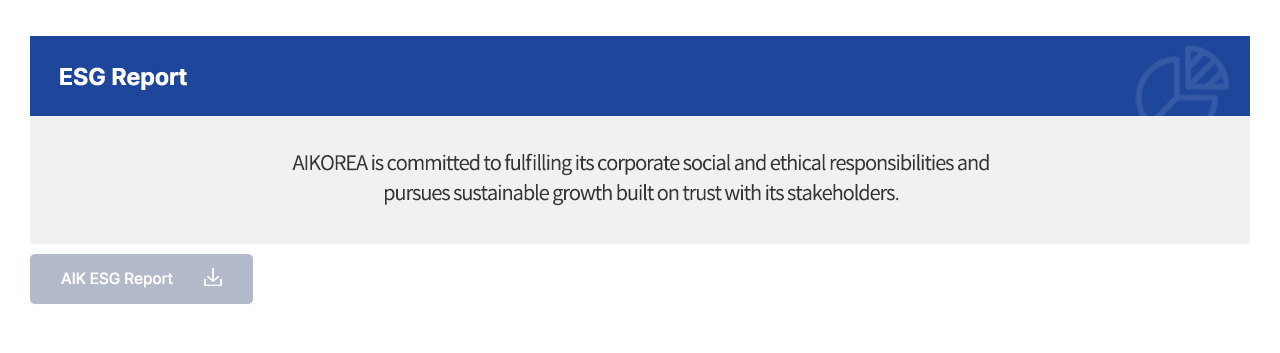 ESG Report
AIKOREA is committed to fulfilling its corporate social and ethical responsibilities and
pursues sustainable growth built on trust with its stakeholders.
AIK ESG Report